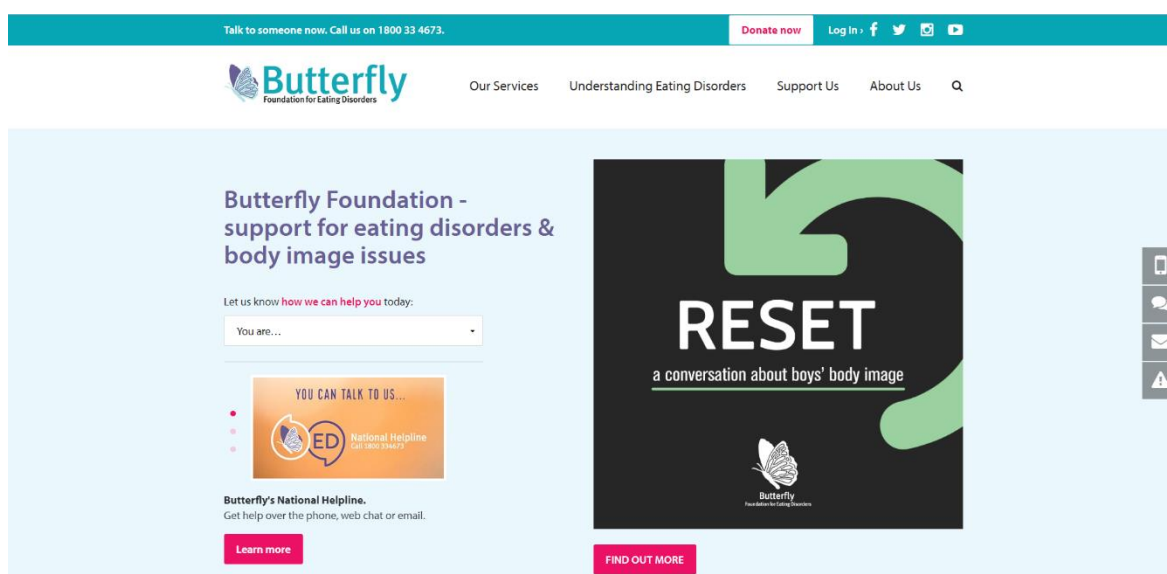 Talk to someone now. Call us on 1800 33 4673.
Donate now
Log In ›
Butterfly
Foundation for Eating Disorders
Our Services
Understanding Eating Disorders
Support Us
About Us
Butterfly Foundation -
support for eating disorders &
body image issues
Let us know how we can help you today:
You are...
YOU CAN TALK TO US...
ED
National Helpline
Call 1800 334673
Butterfly's National Helpline.
Get help over the phone, web chat or email.
Learn more
RESET
a conversation about boys' body image
Butterfly
Foundation for Eating Disorders
FIND OUT MORE